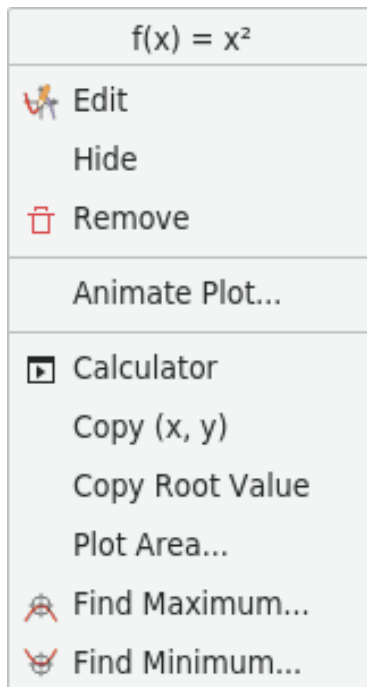 f(x) = x²
Edit
Hide
Remove
Animate Plot...
Calculator
Copy (x, y)
Copy Root Value
Plot Area...
Find Maximum...
Find Minimum...